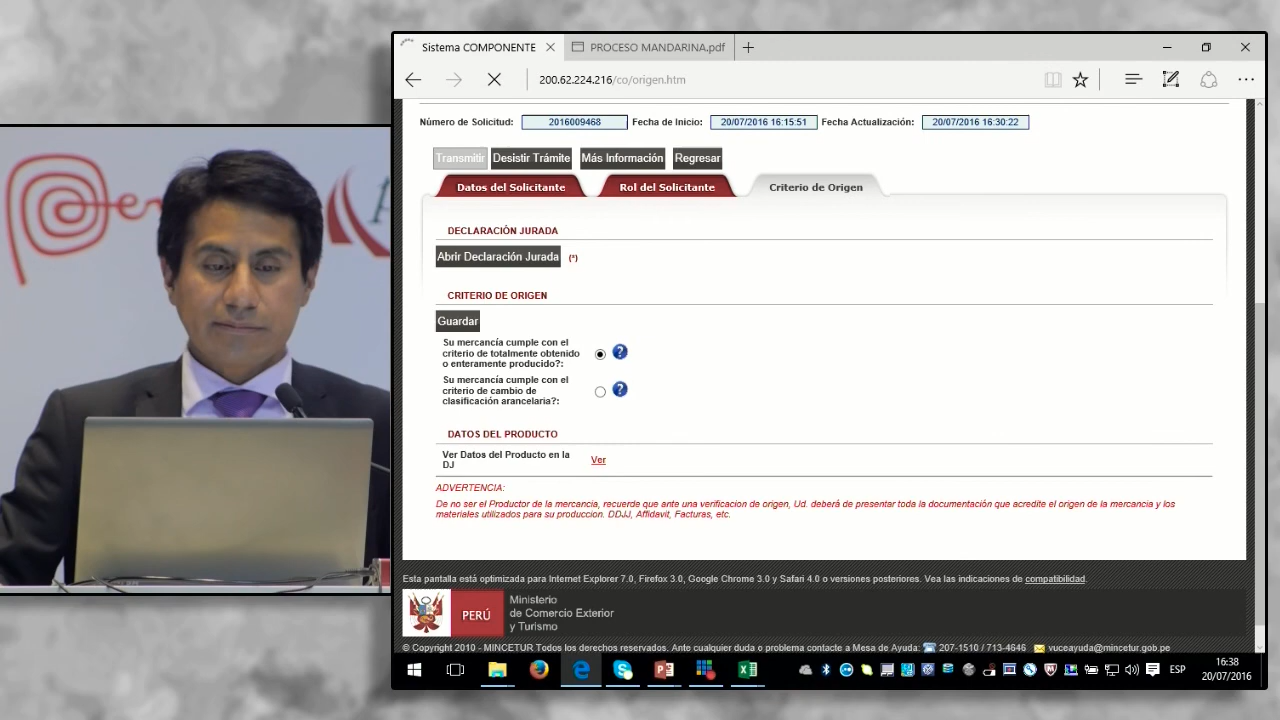 Sistema COMPONENTE
PROCESO MANDARINA.pdf
200.62.224.216/co/origen.htm
Número de Solicitud: 2016009468 Fecha de Inicio: 20/07/2016 16:15:51 Fecha Actualización: 20/07/2016 16:30:22
Transmitir Desistir Trámite Más Información Regresar
Datos del Solicitante Rol del Solicitante Criterio de Origen
DECLARACIÓN JURADA
Abrir Declaración Jurada (*)
CRITERIO DE ORIGEN
Guardar
Su mercancía cumple con el
criterio de totalmente obtenido
o enteramente producido?:
Su mercancía cumple con el
criterio de cambio de
clasificación arancelaria?:
DATOS DEL PRODUCTO
Ver Datos del Producto en la
DJ
Ver
ADVERTENCIA:
De no ser el Productor de la mercancia, recuerde que ante una verificacion de origen, Ud. deberá de presentar toda la documentación que acredite el origen de la mercancia y los
materiales utilizados para su produccion. DDJJ, Affidavit, Facturas, etc.
Esta pantalla está optimizada para Internet Explorer 7.0, Firefox 3.0, Google Chrome 3.0 y Safari 4.0 o versiones posteriores. Vea las indicaciones de compatibilidad.
PERÚ
Ministerio
de Comercio Exterior
y Turismo
© Copyright 2010 - MINCETUR Todos los derechos reservados. Ante cualquier duda o problema contacte a Mesa de Ayuda: 207-1510 / 713-4646 vuceayuda@mincetur.gob.pe
ESP
16:38
20/07/2016
Perú